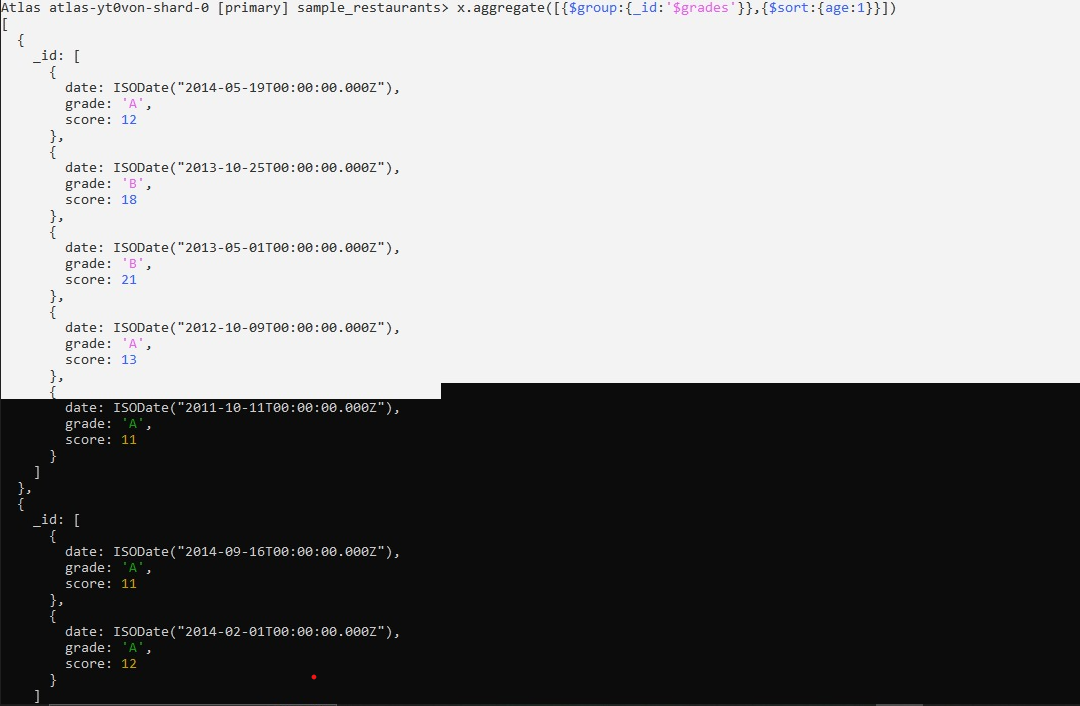 Atlas atlas-yt0von-shard-0 [primary] sample_restaurants> x.aggregate([{$group:{_id:'$grades'}},{$sort:{age:1}}])
[
  {
    _id: [
      {
        date: ISODate("2014-05-19T00:00:00.000Z"),
        grade: 'A',
        score: 12
      },
      {
        date: ISODate("2013-10-25T00:00:00.000Z"),
        grade: 'B',
        score: 18
      },
      {
        date: ISODate("2013-05-01T00:00:00.000Z"),
        grade: 'B',
        score: 21
      },
      {
        date: ISODate("2012-10-09T00:00:00.000Z"),
        grade: 'A',
        score: 13
      },
      {
        date: ISODate("2011-10-11T00:00:00.000Z"),
        grade: 'A',
        score: 11
      }
    ]
  },
  {
    _id: [
      {
        date: ISODate("2014-09-16T00:00:00.000Z"),
        grade: 'A',
        score: 11
      },
      {
        date: ISODate("2014-02-01T00:00:00.000Z"),
        grade: 'A',
        score: 12
      }
    ]